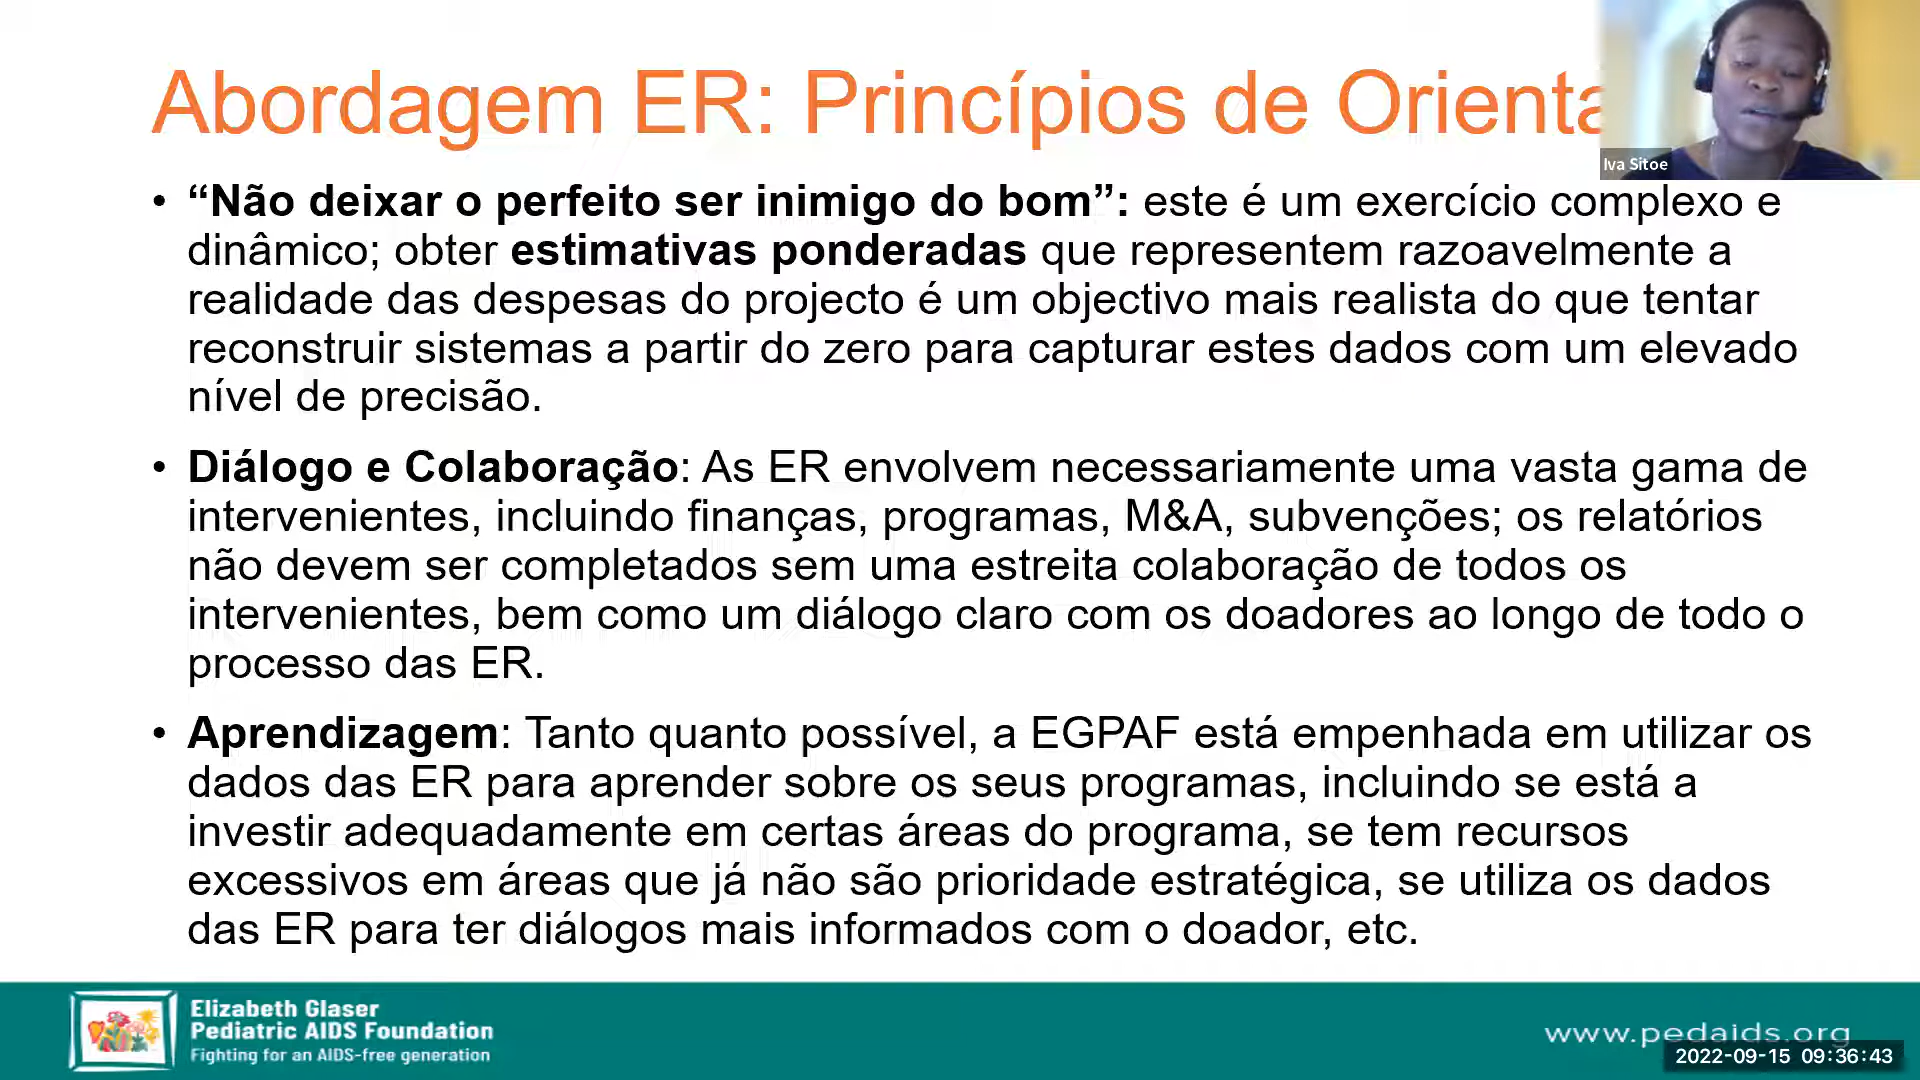 Abordagem ER: Princípios de Orienta
Iva Sitoe
• “Não deixar o perfeito ser inimigo do bom”: este é um exercício complexo e
dinâmico; obter estimativas ponderadas que representem razoavelmente a
realidade das despesas do projecto é um objectivo mais realista do que tentar
reconstruir sistemas a partir do zero para capturar estes dados com um elevado
nível de precisão.
• Diálogo e Colaboração: As ER envolvem necessariamente uma vasta gama de
intervenientes, incluindo finanças, programas, M&A, subvenções; os relatórios
não devem ser completados sem uma estreita colaboração de todos os
intervenientes, bem como um diálogo claro com os doadores ao longo de todo o
processo das ER.
• Aprendizagem: Tanto quanto possível, a EGPAF está empenhada em utilizar os
dados das ER para aprender sobre os seus programas, incluindo se está a
investir adequadamente em certas áreas do programa, se tem recursos
excessivos em áreas que já não são prioridade estratégica, se utiliza os dados
das ER para ter diálogos mais informados com o doador, etc.
Elizabeth Glaser
Pediatric AIDS Foundation
Fighting for an AIDS-free generation
www.pedaids.org
2022-09-15 09:36:43